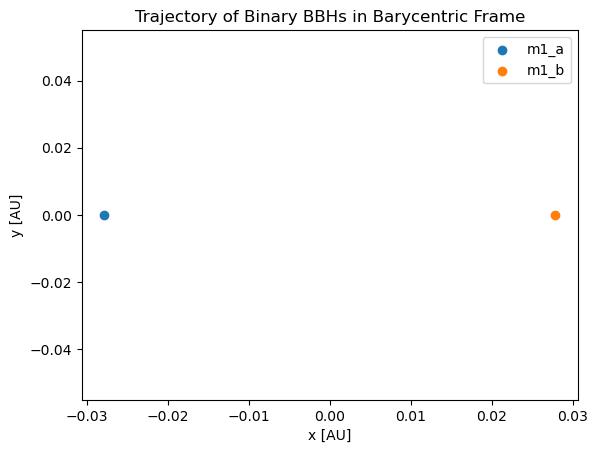 Trajectory of Binary BBHs in Barycentric Frame
m1_a
m1_b
0.04
0.02
0.00
−0.02
−0.04
y [AU]
−0.03 −0.02 −0.01 0.00 0.01 0.02 0.03
x [AU]